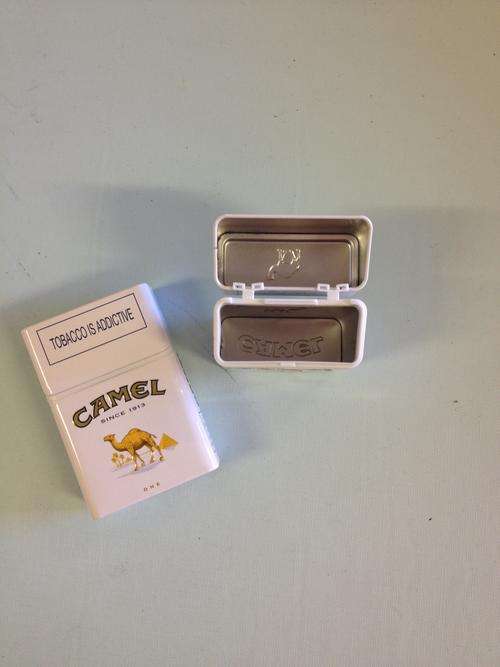 TOBACCO IS ADDICTIVE
CAMEL
SINCE 1913
ONE
CAMEL